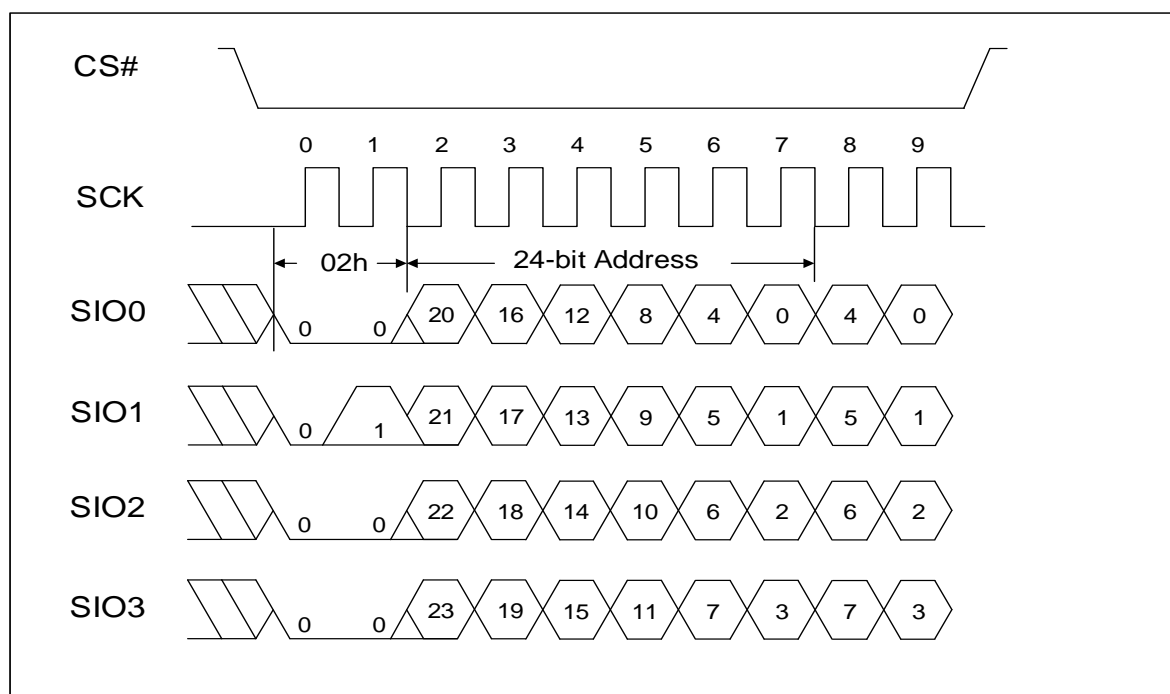 CS#
0 1 2 3 4 5 6 7 8 9
SCK
02h 24-bit Address
SIO0
0 0 20 16 12 8 4 0 4 0
SIO1
0 1 21 17 13 9 5 1 5 1
SIO2
0 0 22 18 14 10 6 2 6 2
SIO3
0 0 23 19 15 11 7 3 7 3